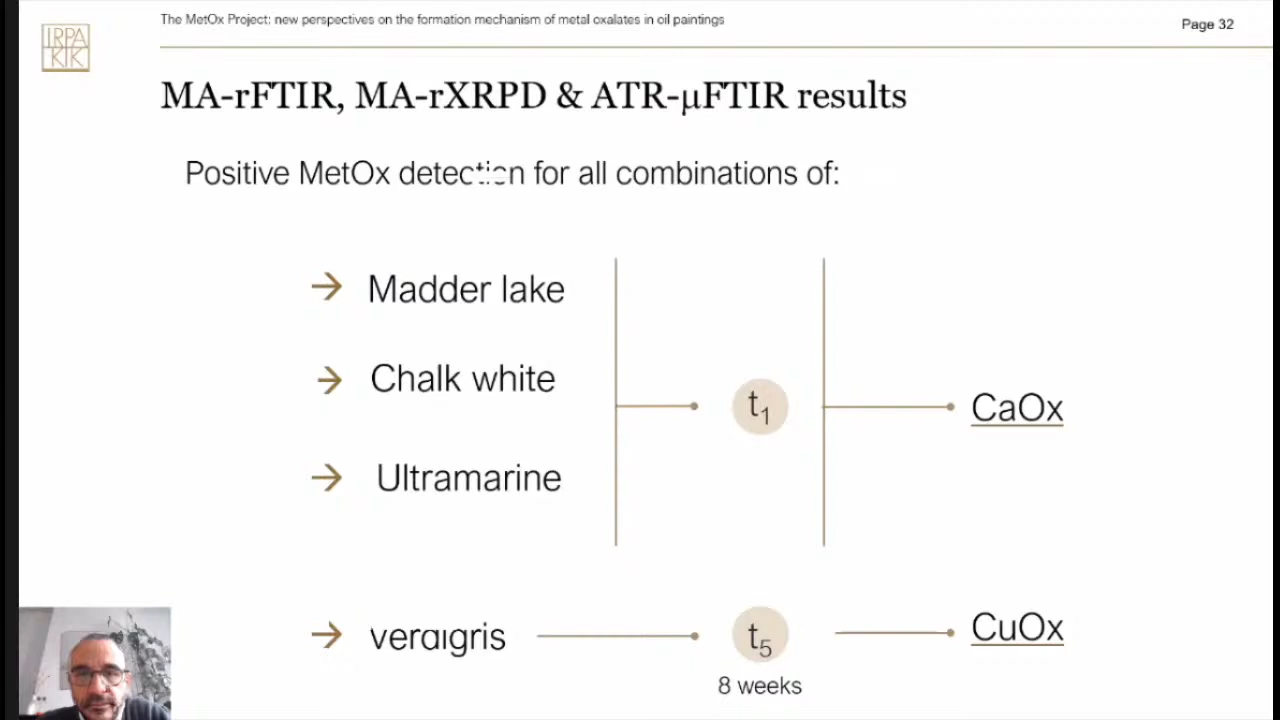 The MetOx Project: new perspectives on the formation mechanism of metal oxalates in oil paintings
Page 32
IRPA
KIK
MA-rFTIR, MA-rXRPD & ATR-μFTIR results
Positive MetOx detection for all combinations of:
→ Madder lake
→ Chalk white
→ Ultramarine
t₁
CaOx
→ verdigris
t₅
CuOx
8 weeks